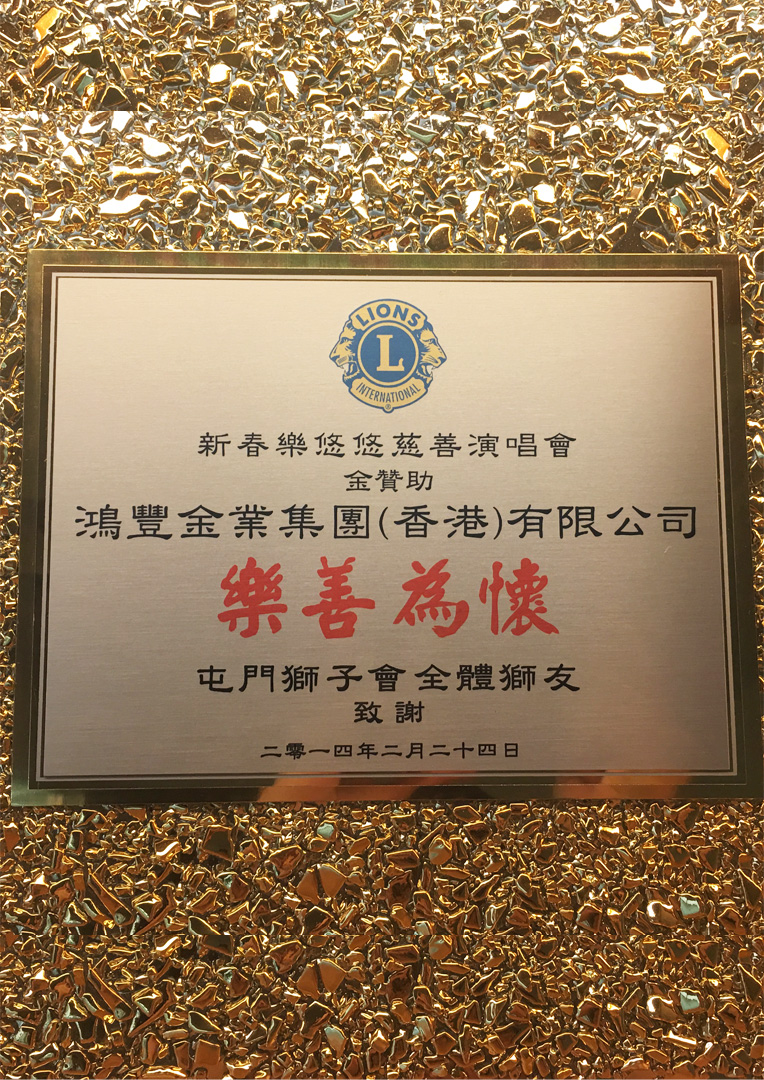 LIONS
L
INTERNATIONAL
®
新春樂悠悠慈善演唱會
金贊助
鴻豐金業集團(香港)有限公司
樂善為懷
屯門獅子會全體獅友
致謝
二零一四年二月二十四日